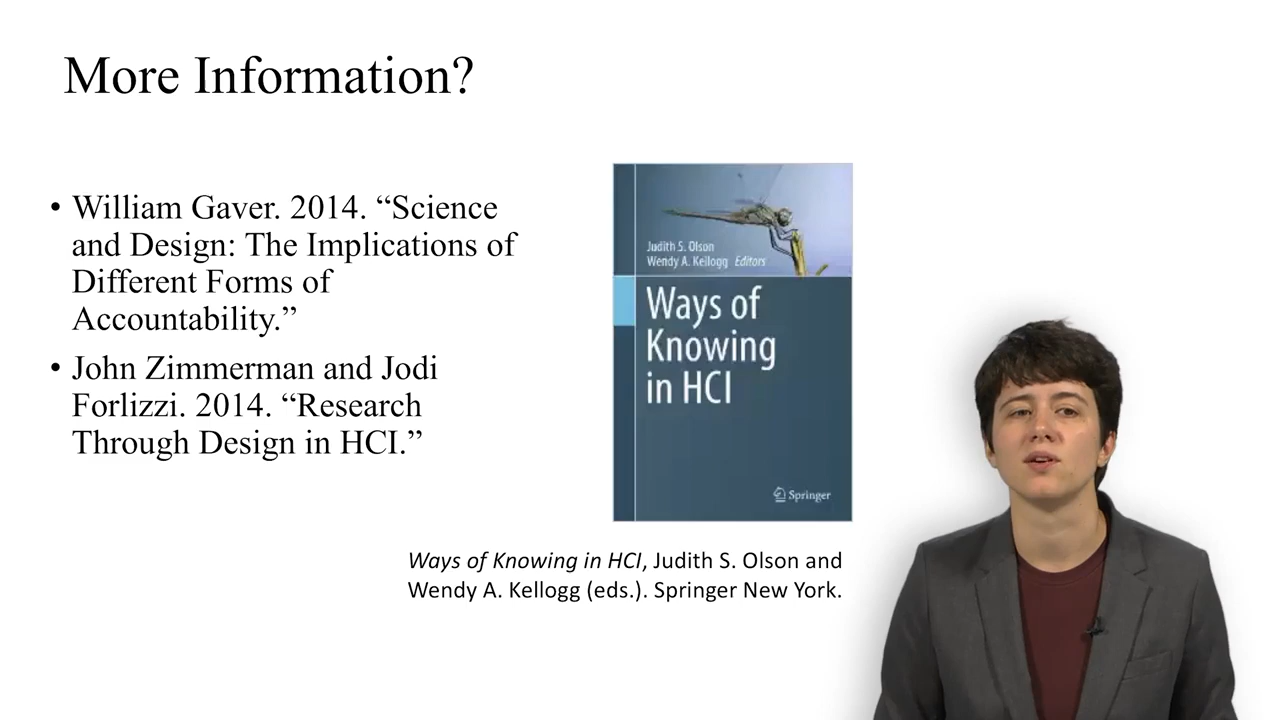 More Information?
• William Gaver. 2014. “Science
and Design: The Implications of
Different Forms of
Accountability.”
• John Zimmerman and Jodi
Forlizzi. 2014. “Research
Through Design in HCI.”
Judith S. Olson
Wendy A. Kellogg Editors
Ways of
Knowing
in HCI
Springer
Ways of Knowing in HCI, Judith S. Olson and
Wendy A. Kellogg (eds.). Springer New York.